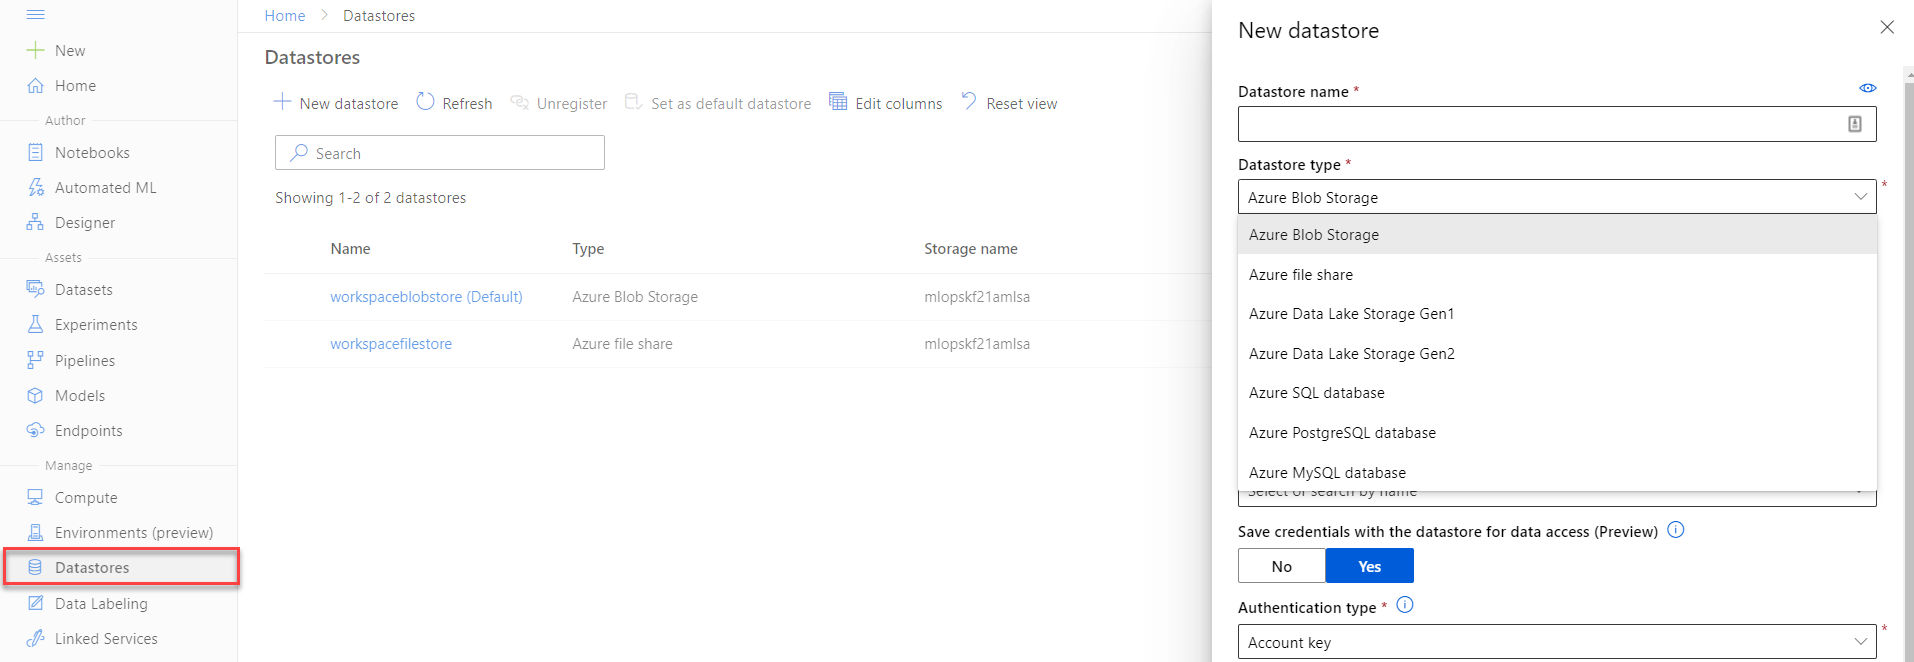 New
Home
Author
Notebooks
Automated ML
Designer
Assets
Datasets
Experiments
Pipelines
Models
Endpoints
Manage
Compute
Environments (preview)
Datastores
Data Labeling
Linked Services
Home > Datastores
Datastores
New datastore Refresh Unregister Set as default datastore Edit columns Reset view
Search
Showing 1-2 of 2 datastores
Name Type Storage name
workspaceblobstore (Default) Azure Blob Storage mlopskf21amlsa
workspacefilestore Azure file share mlopskf21amlsa
New datastore
Datastore name *
Datastore type *
Azure Blob Storage *
Azure Blob Storage
Azure file share
Azure Data Lake Storage Gen1
Azure Data Lake Storage Gen2
Azure SQL database
Azure PostgreSQL database
Azure MySQL database
Select or search by name
Save credentials with the datastore for data access (Preview)
No Yes
Authentication type *
Account key *